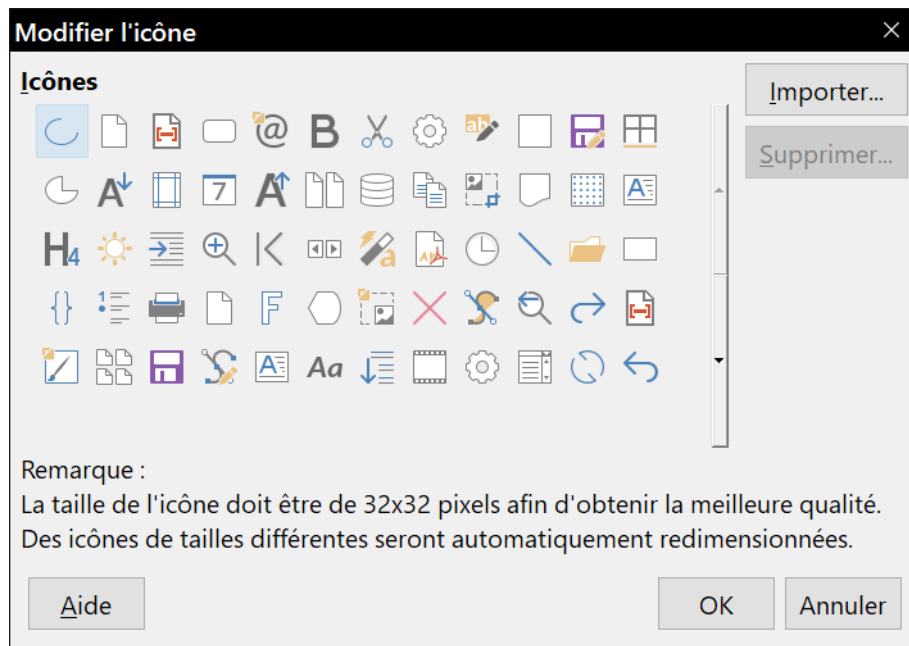 Modifier l'icône
Icônes
Importer...
Supprimer...
Remarque :
La taille de l'icône doit être de 32x32 pixels afin d'obtenir la meilleure qualité.
Des icônes de tailles différentes seront automatiquement redimensionnées.
Aide
OK
Annuler